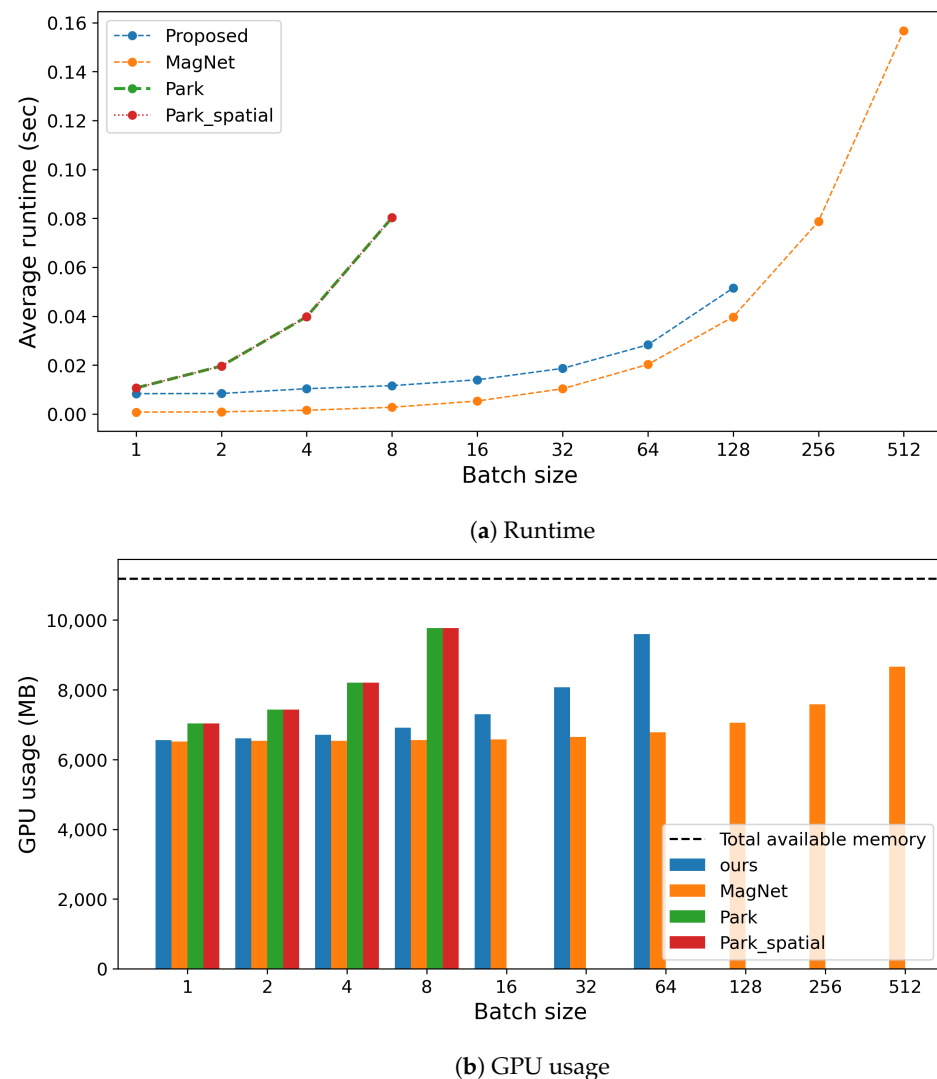 0.16
0.14
0.12
0.10
0.08
0.06
0.04
0.02
0.00
Average runtime (sec)
Proposed
MagNet
Park
Park_spatial
1 2 4 8 16 32 64 128 256 512
Batch size
(a) Runtime
10,000
8,000
6,000
4,000
2,000
0
GPU usage (MB)
Total available memory
ours
MagNet
Park
Park_spatial
1 2 4 8 16 32 64 128 256 512
Batch size
(b) GPU usage